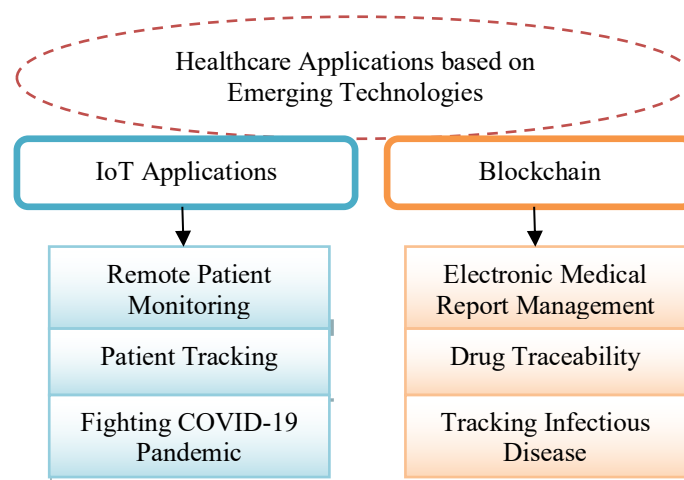 Healthcare Applications based on
Emerging Technologies
IoT Applications
Blockchain
Remote Patient
Monitoring
Patient Tracking
Fighting COVID-19
Pandemic
Electronic Medical
Report Management
Drug Traceability
Tracking Infectious
Disease